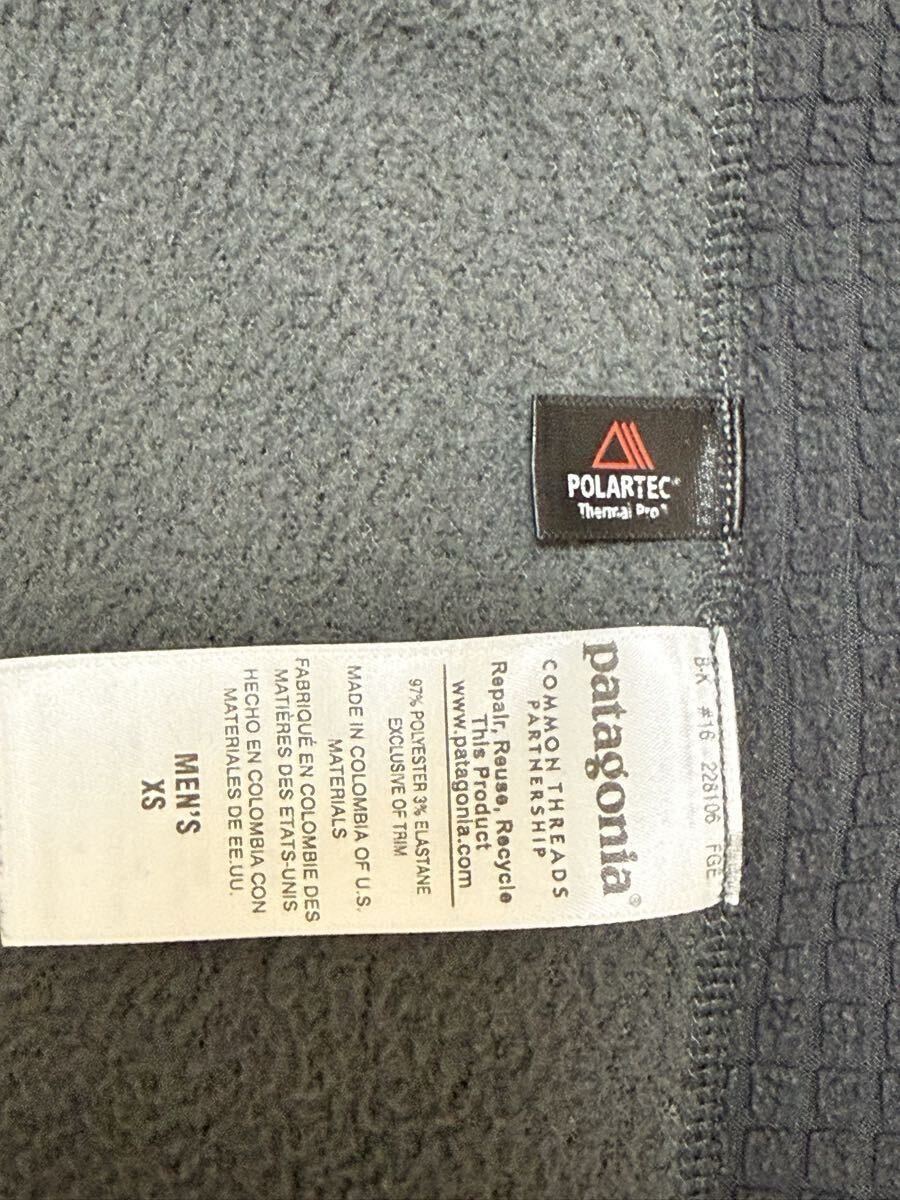 POLARTEC®
Thermal Pro®
B-K #16 228106 FGE
patagonia®
COMMON THREADS
PARTNERSHIP
Repair, Reuse, Recycle
This Product
www.patagonia.com
97% POLYESTER 3% ELASTANE
EXCLUSIVE OF TRIM
MADE IN COLOMBIA OF U.S.
MATERIALS
FABRIQUÉ EN COLOMBIE DES
MATIÈRES DES ETATS-UNIS
HECHO EN COLOMBIA CON
MATERIALES DE EE.UU.
MEN'S
XS